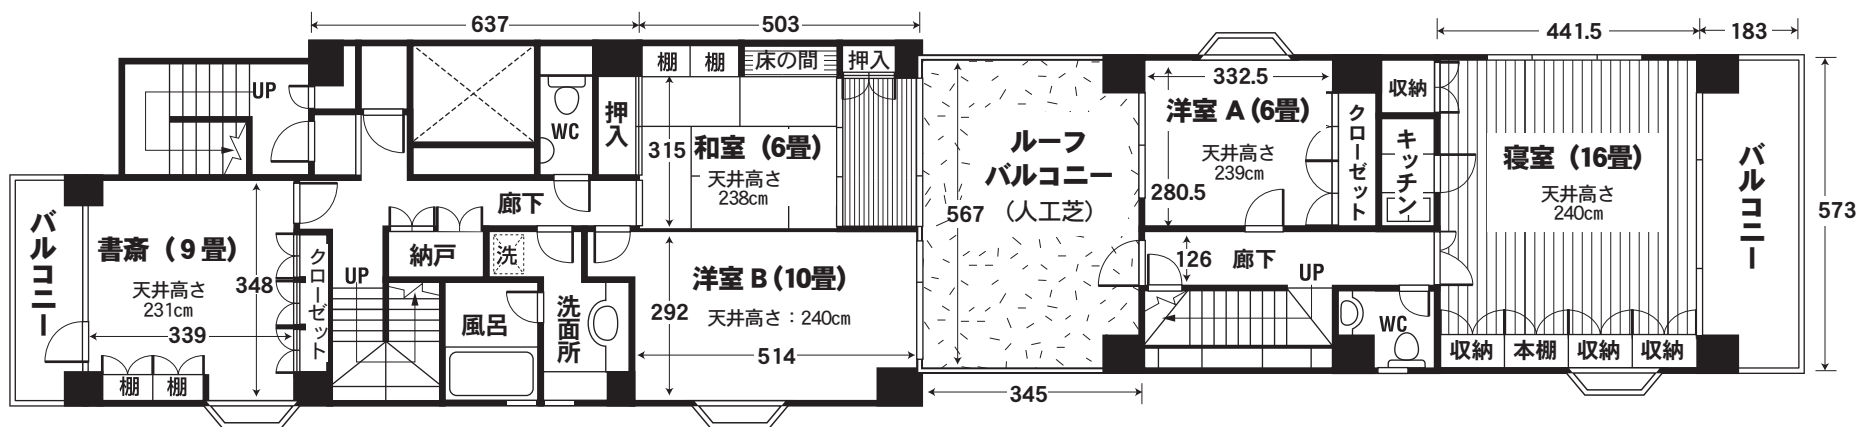 637
503
441.5
183
UP
棚
棚
床の間
押入
WC
押入
315
和室（6畳）
天井高さ
238cm
廊下
バルコニー
書斎（9畳）
天井高さ
231cm
348
339
棚
棚
クローゼット
UP
納戸
洗
風呂
洗面所
洋室 B（10畳）
292
天井高さ：240cm
514
ルーフ
バルコニー
（人工芝）
567
345
332.5
洋室 A（6畳）
天井高さ
239cm
280.5
クローゼット
収納
キッチン
126
廊下
UP
WC
寝室（16畳）
天井高さ
240cm
収納
本棚
収納
収納
バルコニー
573